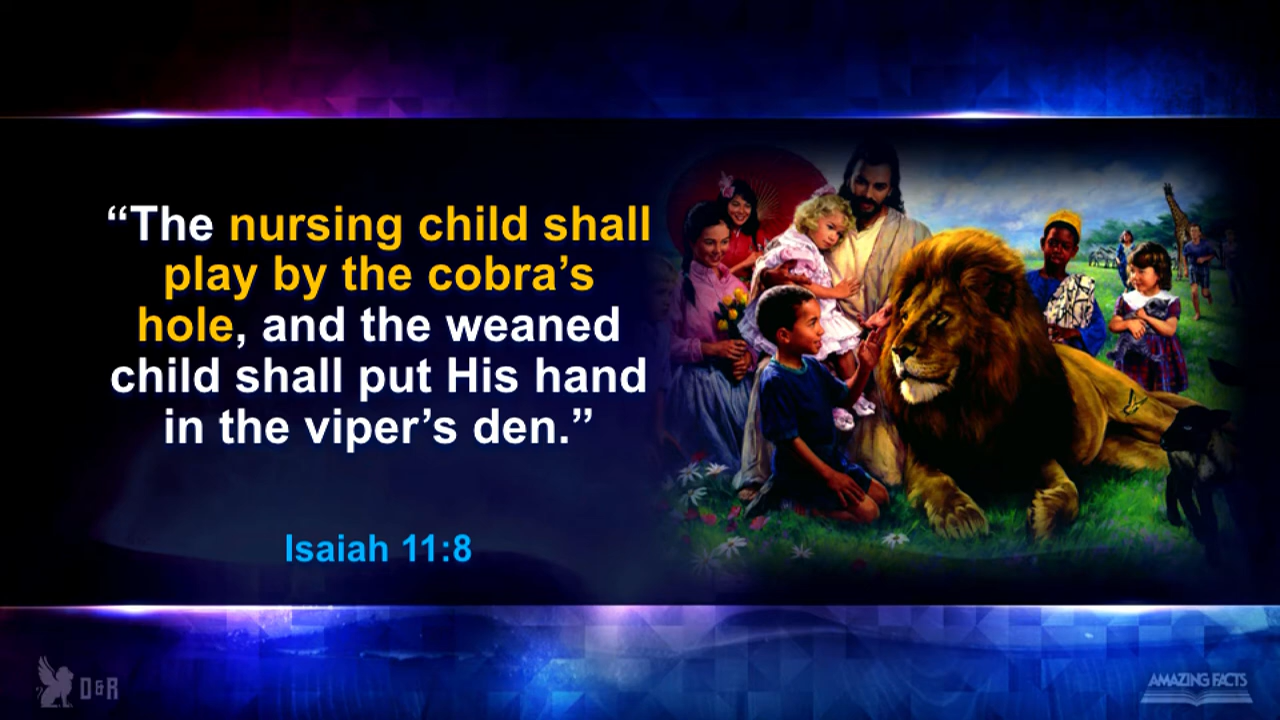 “The nursing child shall
play by the cobra’s
hole, and the weaned
child shall put His hand
in the viper’s den.”
Isaiah 11:8
D&R
AMAZING FACTS